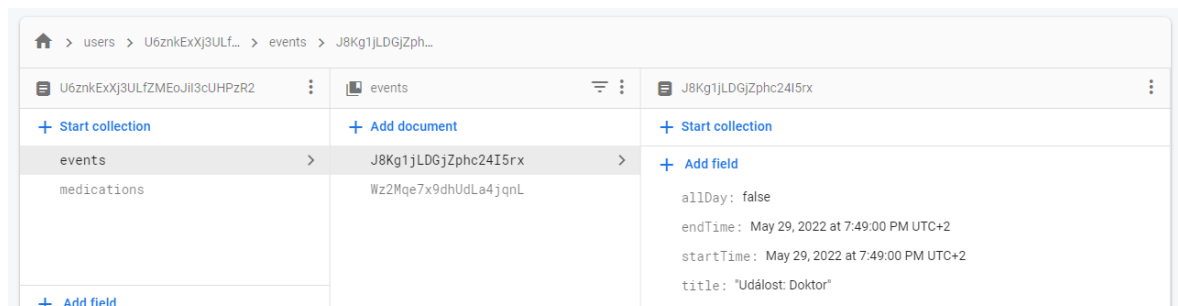 users > U6znkExXj3ULf… > events > J8Kg1jLDGjZph…
U6znkExXj3ULfZMEoJiI3cUHPzR2
events
J8Kg1jLDGjZphc24I5rx
+ Start collection
+ Add document
+ Start collection
events
J8Kg1jLDGjZphc24I5rx
+ Add field
medications
Wz2Mqe7x9dhUdLa4jqnL
allDay: false
endTime: May 29, 2022 at 7:49:00 PM UTC+2
startTime: May 29, 2022 at 7:49:00 PM UTC+2
title: "Událost: Doktor"
+ Add field